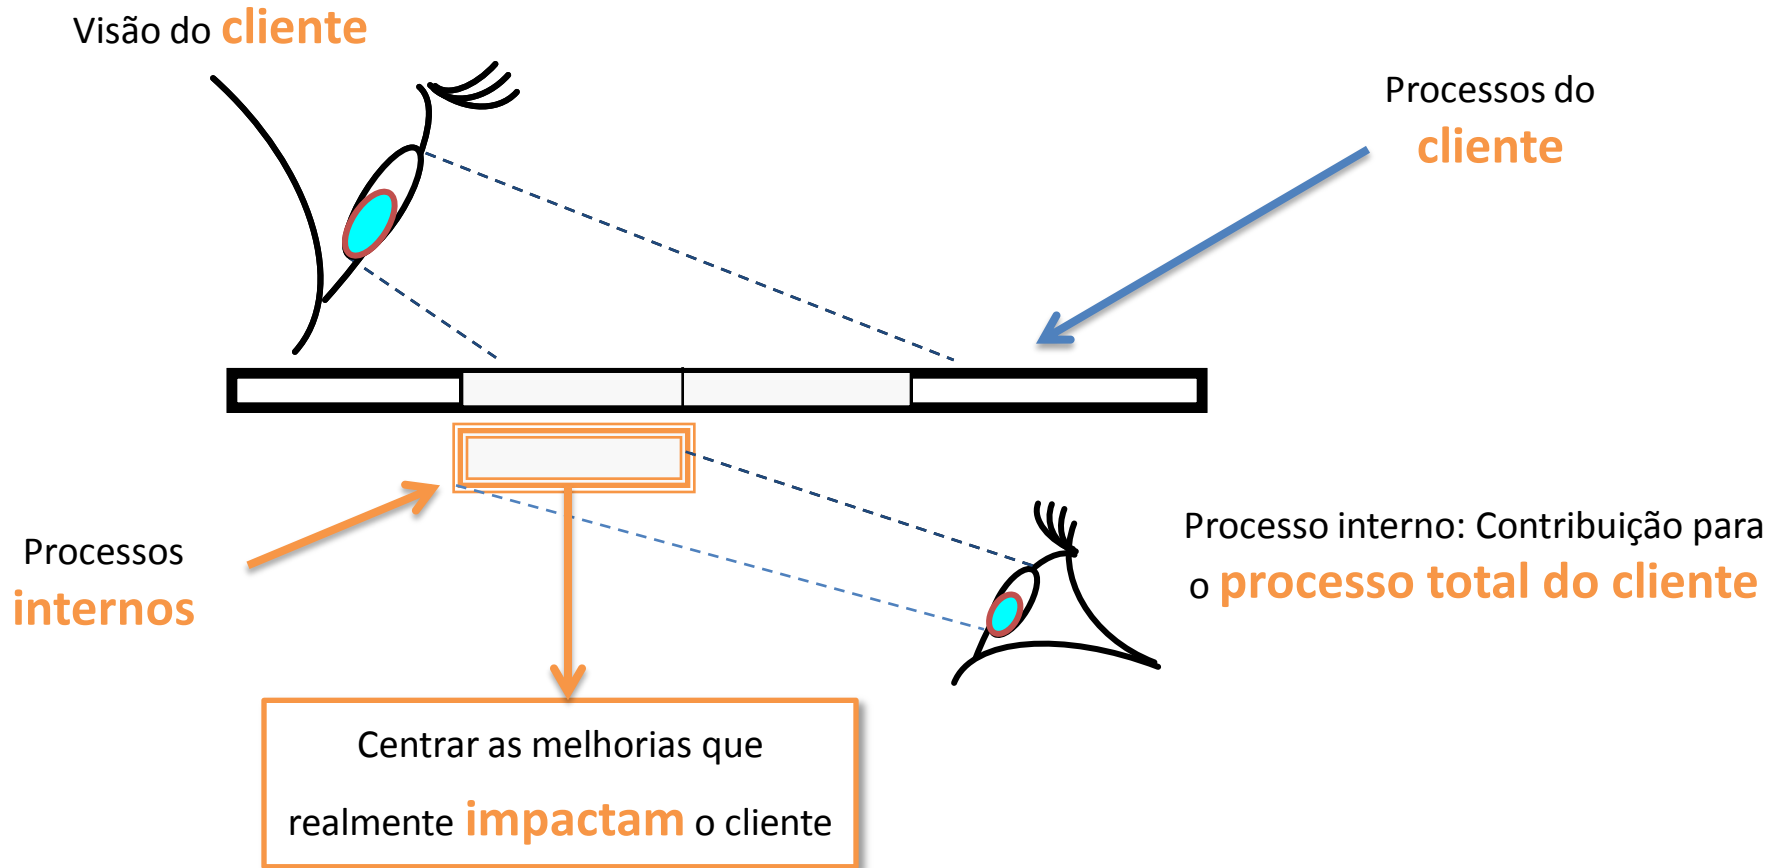 Visão do cliente
Processos do
cliente
Processos
internos
Processo interno: Contribuição para
o processo total do cliente
Centrar as melhorias que
realmente impactam o cliente